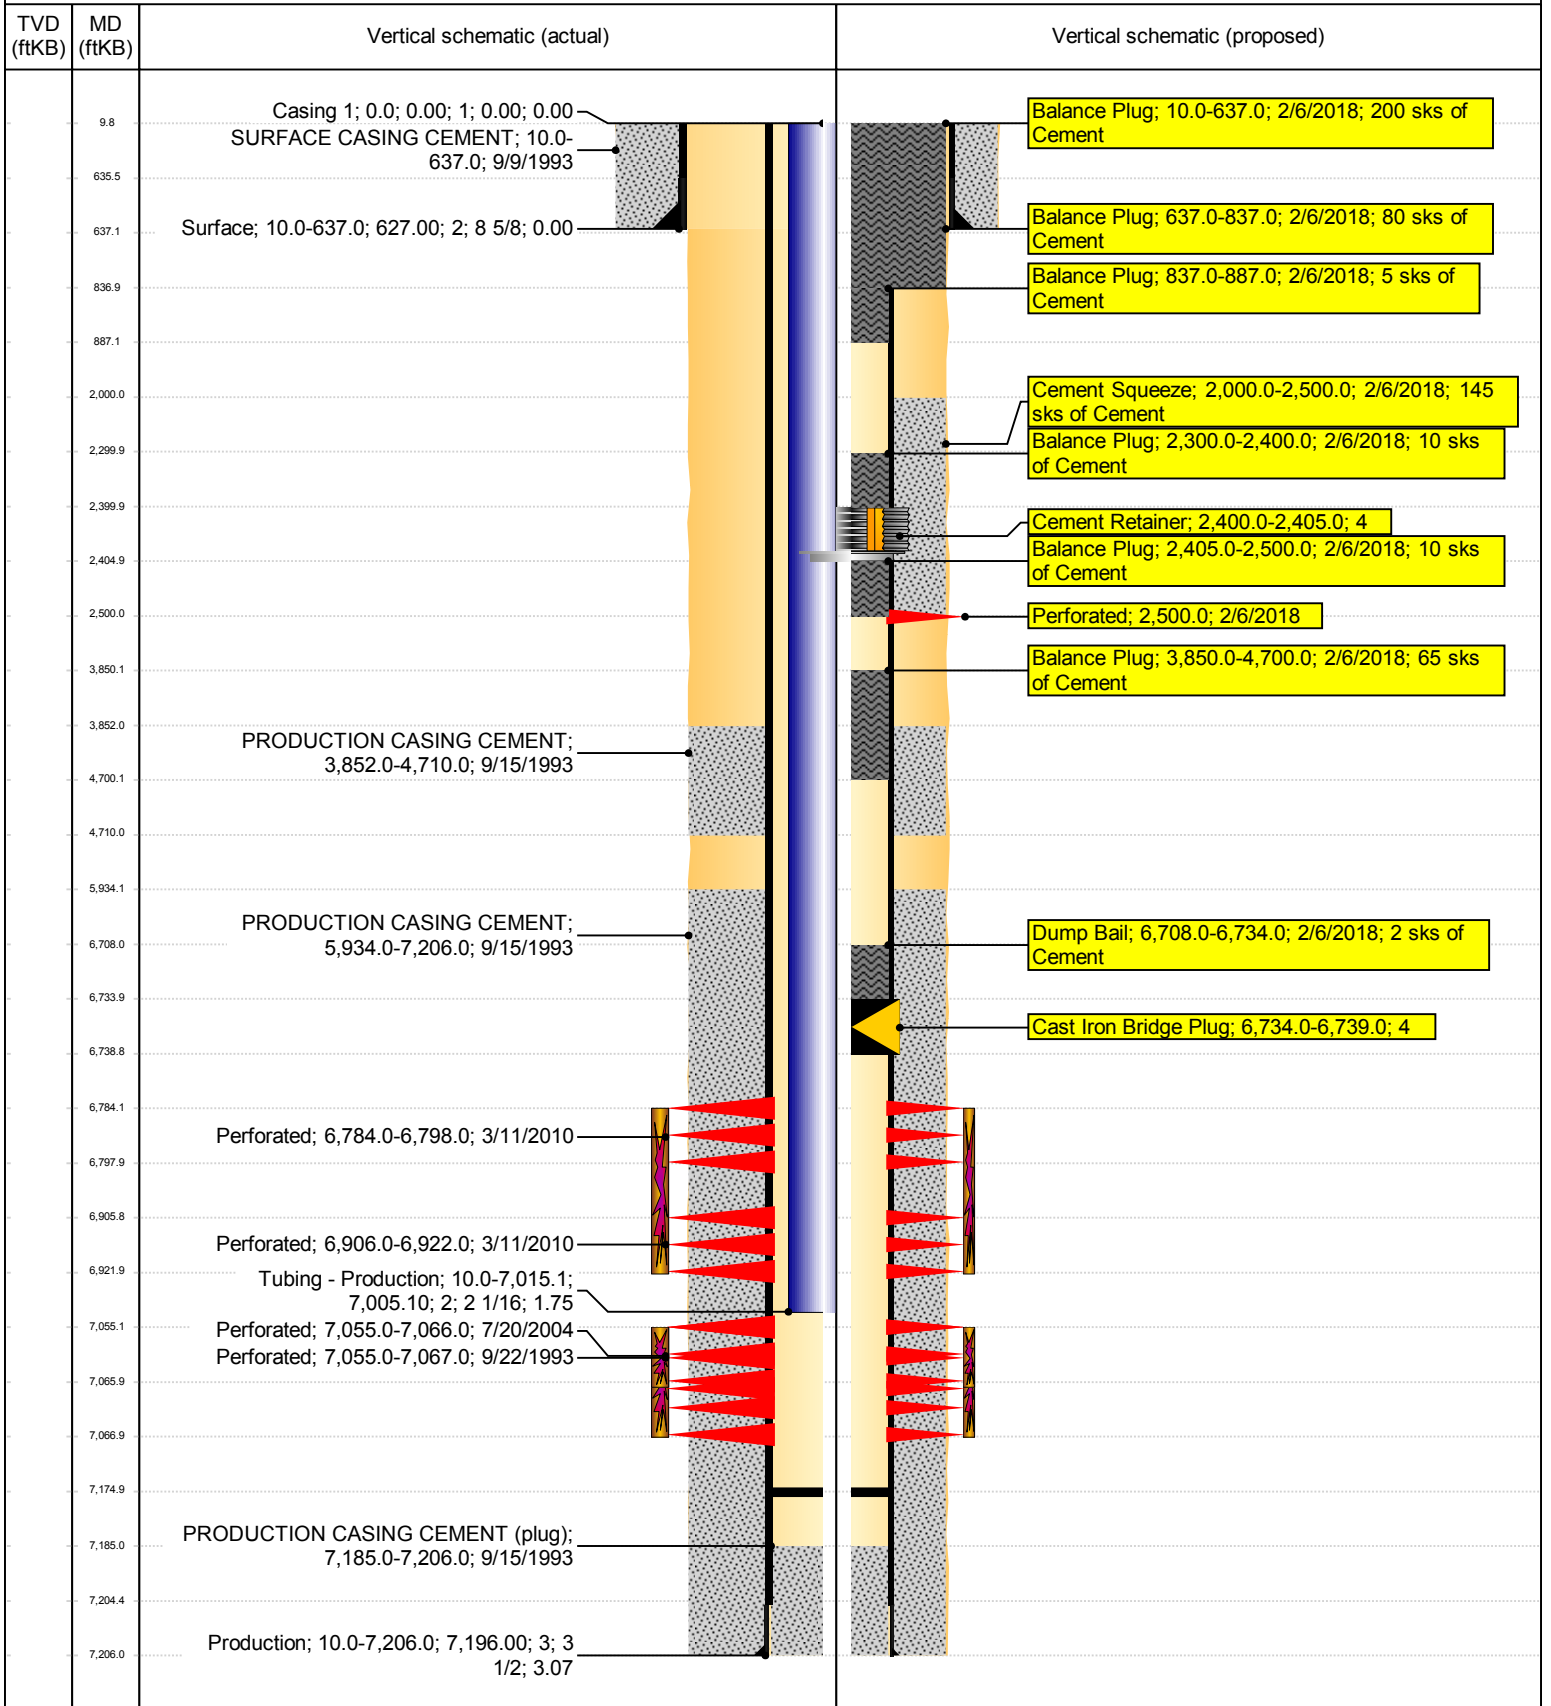 TVD
(ftKB)
MD
(ftKB)
Vertical schematic (actual)
Vertical schematic (proposed)
9.8
635.5
637.1
836.9
887.1
2,000.0
2,299.9
2,399.9
2,404.9
2,500.0
3,850.1
3,852.0
4,700.1
4,710.0
5,934.1
6,708.0
6,733.9
6,738.8
6,784.1
6,797.9
6,905.8
6,921.9
7,055.1
7,065.9
7,066.9
7,174.9
7,185.0
7,204.4
7,206.0
Casing 1; 0.0; 0.00; 1; 0.00; 0.00
SURFACE CASING CEMENT; 10.0-
637.0; 9/9/1993
Surface; 10.0-637.0; 627.00; 2; 8 5/8; 0.00
PRODUCTION CASING CEMENT;
3,852.0-4,710.0; 9/15/1993
PRODUCTION CASING CEMENT;
5,934.0-7,206.0; 9/15/1993
Perforated; 6,784.0-6,798.0; 3/11/2010
Perforated; 6,906.0-6,922.0; 3/11/2010
Tubing - Production; 10.0-7,015.1;
7,005.10; 2; 2 1/16; 1.75
Perforated; 7,055.0-7,066.0; 7/20/2004
Perforated; 7,055.0-7,067.0; 9/22/1993
PRODUCTION CASING CEMENT (plug);
7,185.0-7,206.0; 9/15/1993
Production; 10.0-7,206.0; 7,196.00; 3; 3
1/2; 3.07
Balance Plug; 10.0-637.0; 2/6/2018; 200 sks of
Cement
Balance Plug; 637.0-837.0; 2/6/2018; 80 sks of
Cement
Balance Plug; 837.0-887.0; 2/6/2018; 5 sks of
Cement
Cement Squeeze; 2,000.0-2,500.0; 2/6/2018; 145
sks of Cement
Balance Plug; 2,300.0-2,400.0; 2/6/2018; 10 sks
of Cement
Cement Retainer; 2,400.0-2,405.0; 4
Balance Plug; 2,405.0-2,500.0; 2/6/2018; 10 sks
of Cement
Perforated; 2,500.0; 2/6/2018
Balance Plug; 3,850.0-4,700.0; 2/6/2018; 65 sks
of Cement
Dump Bail; 6,708.0-6,734.0; 2/6/2018; 2 sks of
Cement
Cast Iron Bridge Plug; 6,734.0-6,739.0; 4